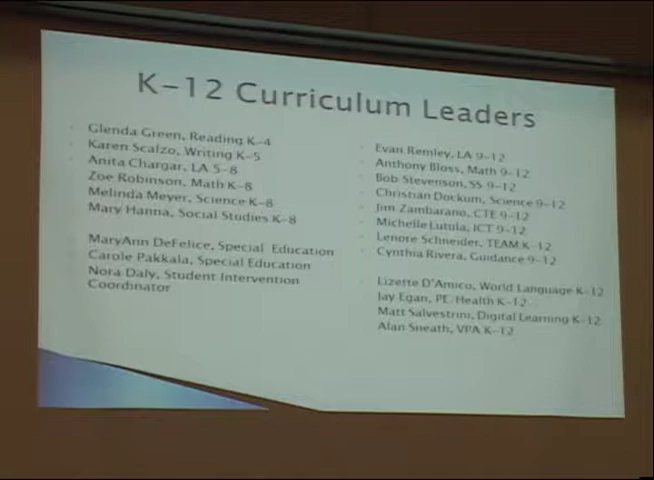 K-12 Curriculum Leaders
Glenda Green, Reading K-4
Karen Scalzo, Writing K-5
Anita Chargar, LA 5-8
Zoe Robinson, Math K-8
Melinda Meyer, Science K-8
Mary Hanna, Social Studies K-8
MaryAnn DeFelice, Special Education
Carole Pakkala, Special Education
Nora Daly, Student Intervention
Coordinator
Evan Remley, LA 9-12
Anthony Bloss, Math 9-12
Bob Stevenson, SS 9-12
Christian Dockum, Science 9-12
Jim Zambarano, CTE 9-12
Michelle Lutula, ICT 9-12
Lenore Schneider, TEAM K-12
Cynthia Rivera, Guidance 9-12
Lizette D'Amico, World Language K-12
Jay Egan, PE/Health K-12
Matt Salvestrini, Digital Learning K-12
Alan Sneath, VPA K-12